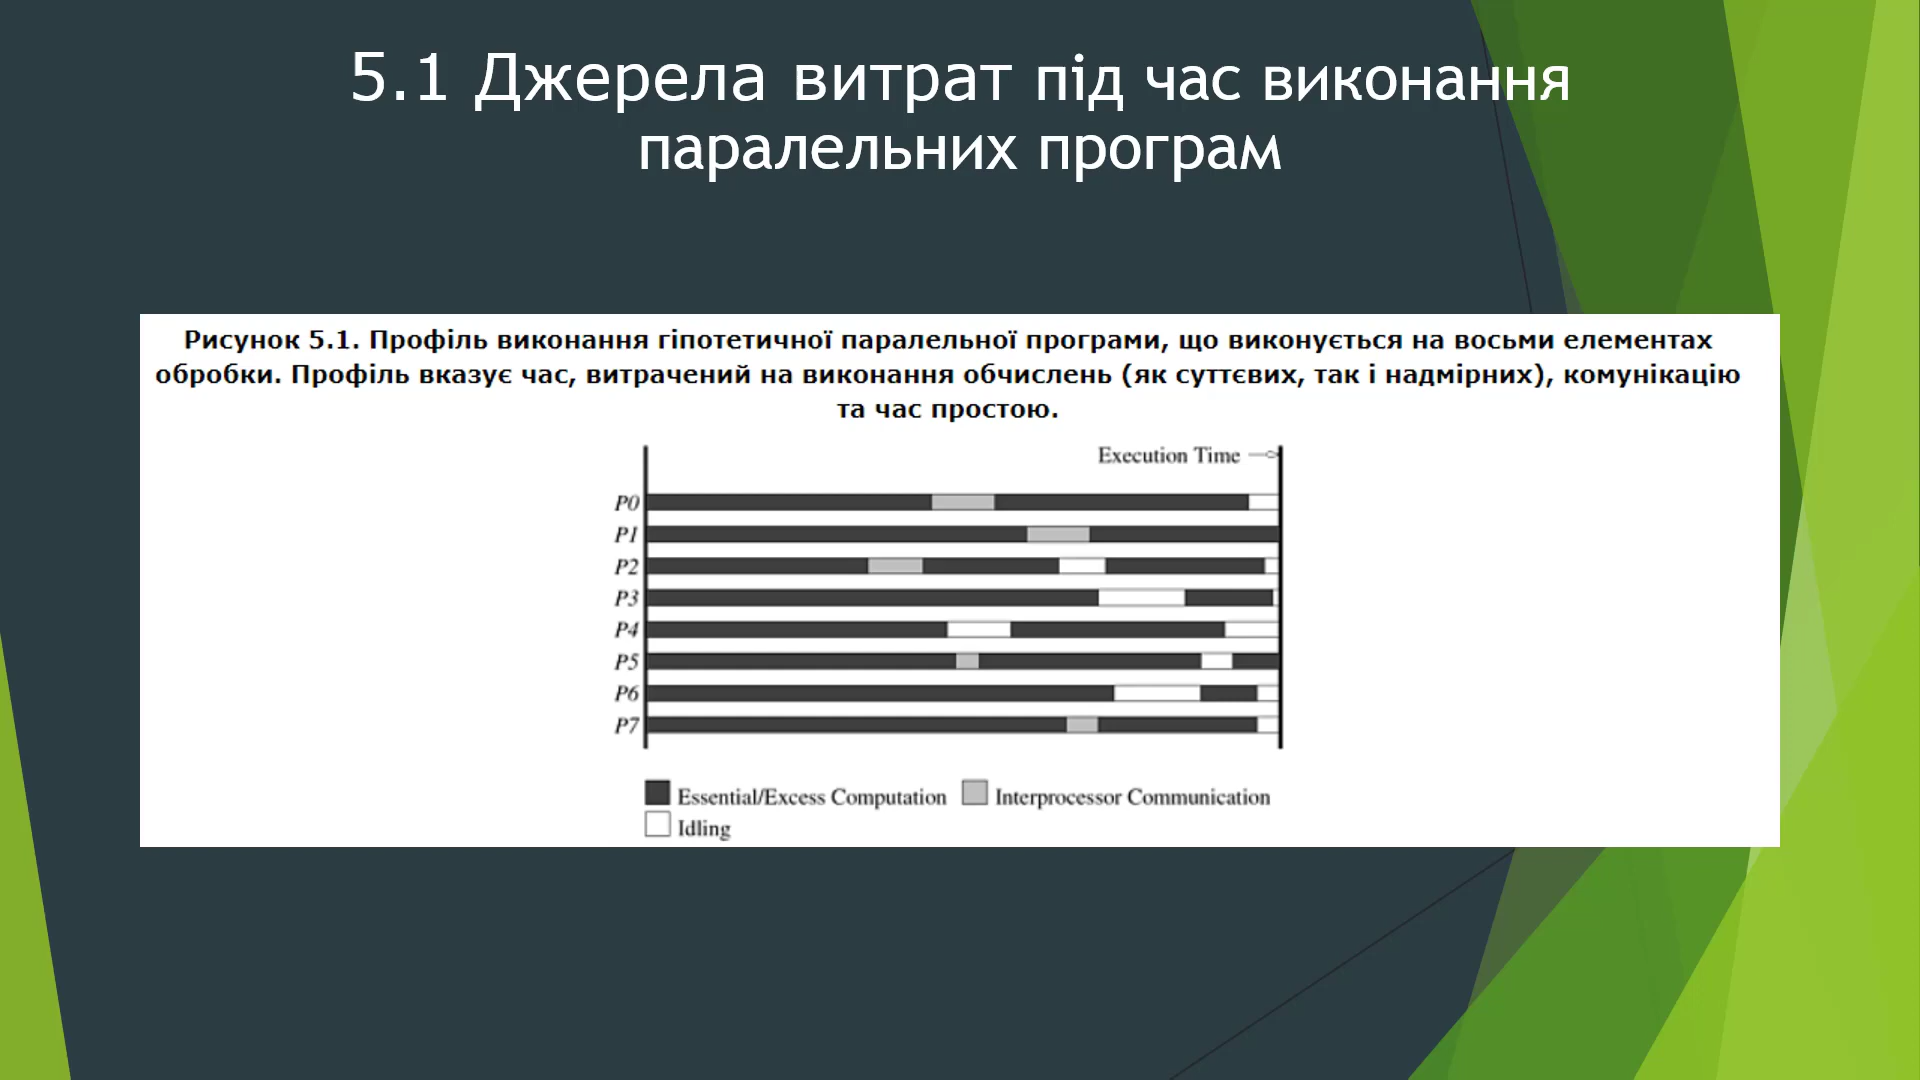 5.1 Джерела витрат під час виконання
паралельних програм
Рисунок 5.1. Профіль виконання гіпотетичної паралельної програми, що виконується на восьми елементах
обробки. Профіль вказує час, витрачений на виконання обчислень (як суттєвих, так і надмірних), комунікацію
та час простою.
Execution Time
P0
P1
P2
P3
P4
P5
P6
P7
Essential/Excess Computation Interprocessor Communication
Idling